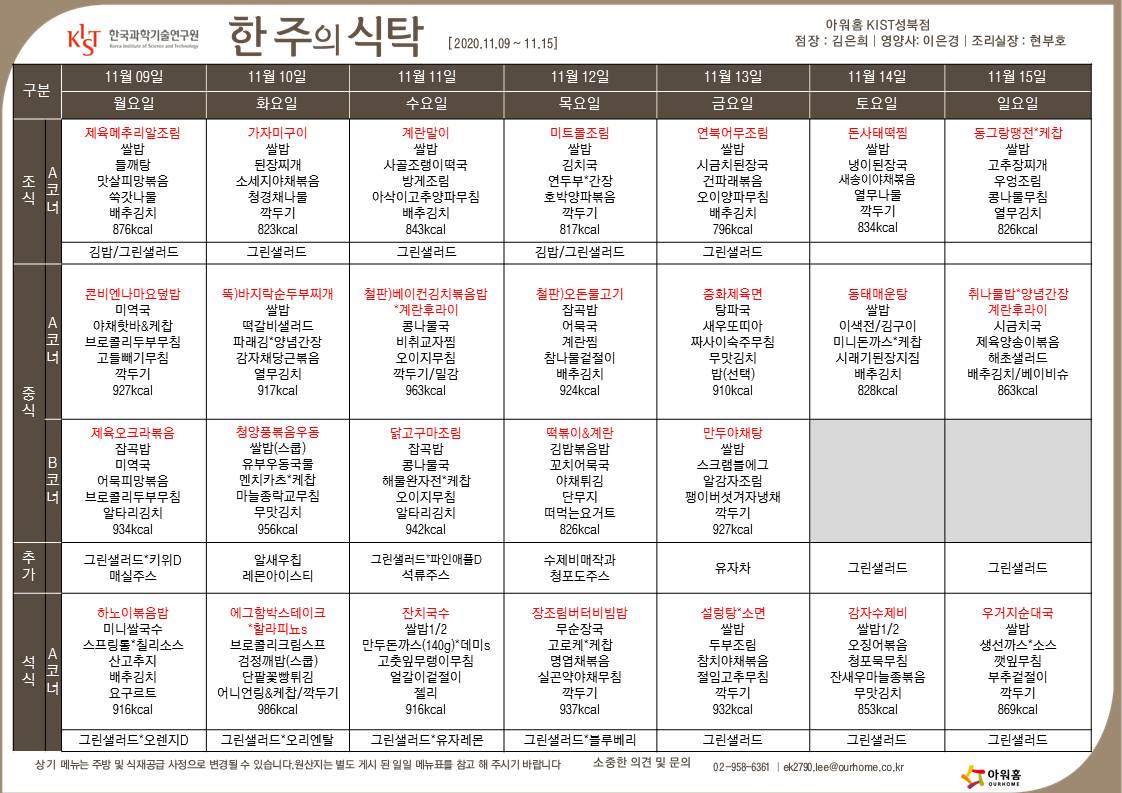 KIST 한국과학기술연구원
Korea Institute of Science and Technology
한 주의 식탁
[ 2020.11.09 ~ 11.15]
아워홈 KIST성북점
점장 : 김은희 | 영양사: 이은경 | 조리실장 : 현부호
구분
11월 09일 11월 10일 11월 11일 11월 12일 11월 13일 11월 14일 11월 15일
월요일 화요일 수요일 목요일 금요일 토요일 일요일
조식
A코너
제육메추리알조림
쌀밥
들깨탕
맛살피망볶음
쑥갓나물
배추김치
876kcal
김밥/그린샐러드
가자미구이
쌀밥
된장찌개
소세지야채볶음
청경채나물
깍두기
823kcal
그린샐러드
계란말이
쌀밥
사골조랭이떡국
방게조림
아삭이고추양파무침
배추김치
843kcal
그린샐러드
미트볼조림
쌀밥
김치국
연두부*간장
호박양파볶음
깍두기
817kcal
김밥/그린샐러드
연북어무조림
쌀밥
시금치된장국
건파래볶음
오이양파무침
배추김치
796kcal
그린샐러드
돈사태떡찜
쌀밥
냉이된장국
새송이야채볶음
열무나물
깍두기
834kcal
동그랑땡전*케찹
쌀밥
고추장찌개
우엉조림
콩나물무침
열무김치
826kcal
중식
A코너
콘비엔나마요덮밥
미역국
야채핫바&케찹
브로콜리두부무침
고들빼기무침
깍두기
927kcal
뚝)바지락순두부찌개
쌀밥
떡갈비샐러드
파래김*양념간장
감자채당근볶음
열무김치
917kcal
철판)베이컨김치볶음밥
*계란후라이
콩나물국
비취교자찜
오이지무침
깍두기/밀감
963kcal
철판)오돈불고기
잡곡밥
어묵국
계란찜
참나물겉절이
배추김치
924kcal
중화제육면
탕파국
새우또띠아
짜사이숙주무침
무맛김치
밥(선택)
910kcal
동태매운탕
쌀밥
이색전/김구이
미니돈까스*케찹
시래기된장지짐
배추김치
828kcal
취나물밥*양념간장
계란후라이
시금치국
제육양송이볶음
해초샐러드
배추김치/베이비슈
863kcal
B코너
제육오크라볶음
잡곡밥
미역국
어묵피망볶음
브로콜리두부무침
알타리김치
934kcal
청양풍볶음우동
쌀밥(스쿱)
유부우동국물
멘치카츠*케찹
마늘종락교무침
무맛김치
956kcal
닭고구마조림
잡곡밥
콩나물국
해물완자전*케찹
오이지무침
알타리김치
942kcal
떡볶이&계란
김밥볶음밥
꼬치어묵국
야채튀김
단무지
떠먹는요거트
826kcal
만두야채탕
쌀밥
스크램블에그
알감자조림
팽이버섯겨자냉채
깍두기
927kcal
추가
그린샐러드*키위D
매실주스
알새우칩
레몬아이스티
그린샐러드*파인애플D
석류주스
수제비매작과
청포도주스
유자차
그린샐러드
그린샐러드
석식
A코너
하노이볶음밥
미니쌀국수
스프링롤*칠리소스
산고추지
배추김치
요구르트
916kcal
그린샐러드*오렌지D
에그함박스테이크
*할라피뇨s
브로콜리크림스프
검정깨밥(스쿱)
단팥꽃빵튀김
어니언링&케찹/깍두기
986kcal
그린샐러드*오리엔탈
잔치국수
쌀밥1/2
만두돈까스(140g)*데미s
고춧잎무랭이무침
얼갈이겉절이
젤리
916kcal
그린샐러드*유자레몬
장조림버터비빔밥
무순장국
고로케*케찹
명엽채볶음
실곤약야채무침
깍두기
937kcal
그린샐러드*블루베리
설렁탕*소면
쌀밥
두부조림
참치야채볶음
절임고추무침
깍두기
932kcal
그린샐러드
감자수제비
쌀밥1/2
오징어볶음
청포묵무침
잔새우마늘종볶음
무맛김치
853kcal
그린샐러드
우거지순대국
쌀밥
생선까스*소스
깻잎무침
부추겉절이
깍두기
869kcal
그린샐러드
상기 메뉴는 주방 및 식재공급 사정으로 변경될 수 있습니다.원산지는 별도 게시 된 일일 메뉴표를 참고 해 주시기 바랍니다
소중한 의견 및 문의
02-958-6361 | ek2790.lee@ourhome.co.kr
아워홈
OURHOME